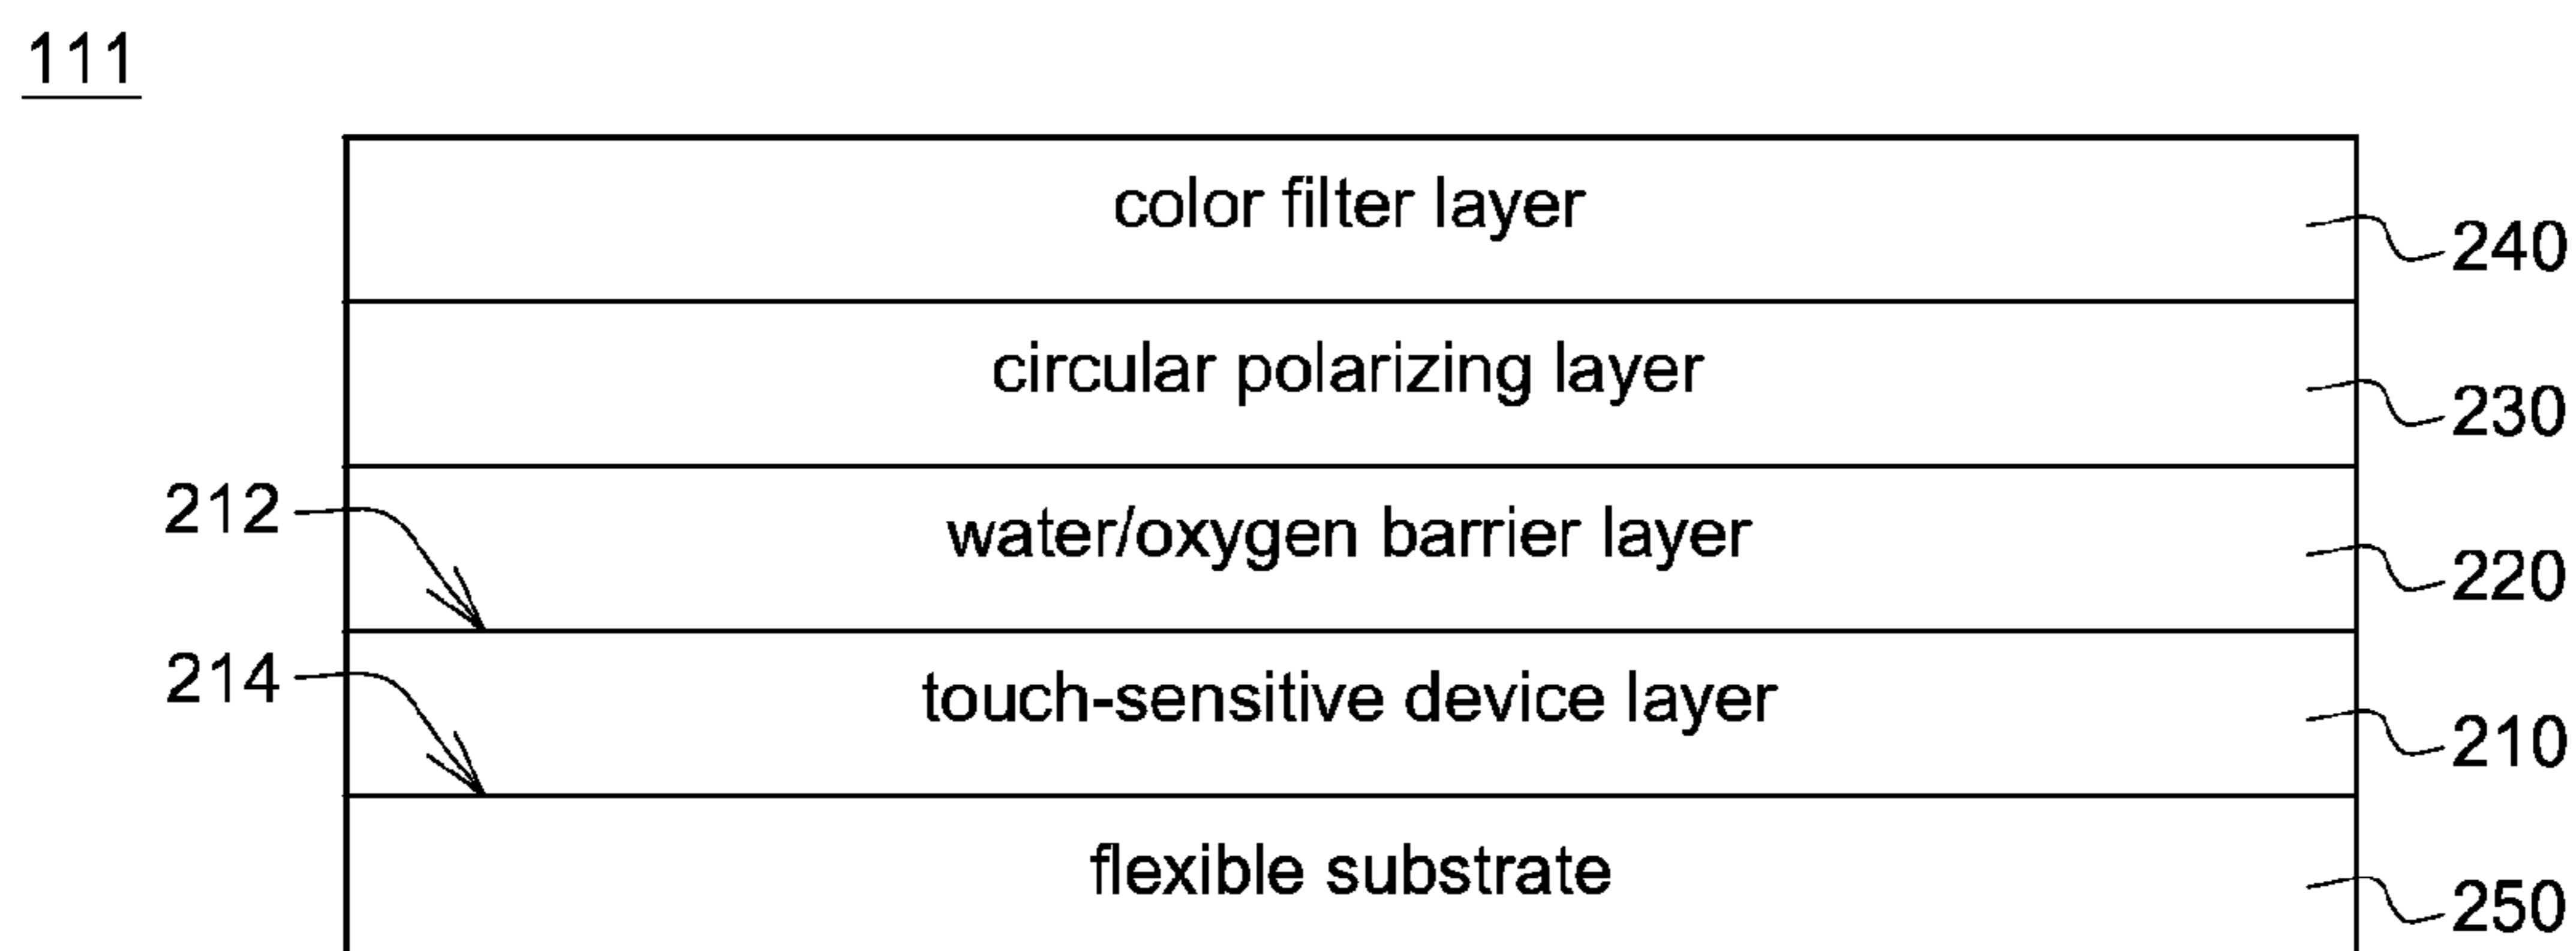 111
color filter layer
240
circular polarizing layer
230
212
water/oxygen barrier layer
220
214
touch-sensitive device layer
210
flexible substrate
250